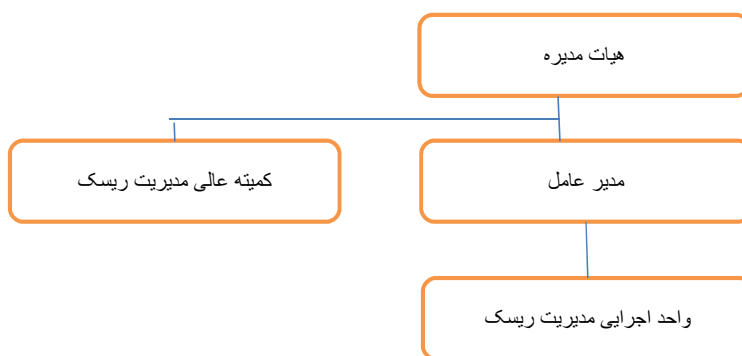 هیات مدیره
مدیر عامل
کمیته عالی مدیریت ریسک
واحد اجرایی مدیریت ریسک